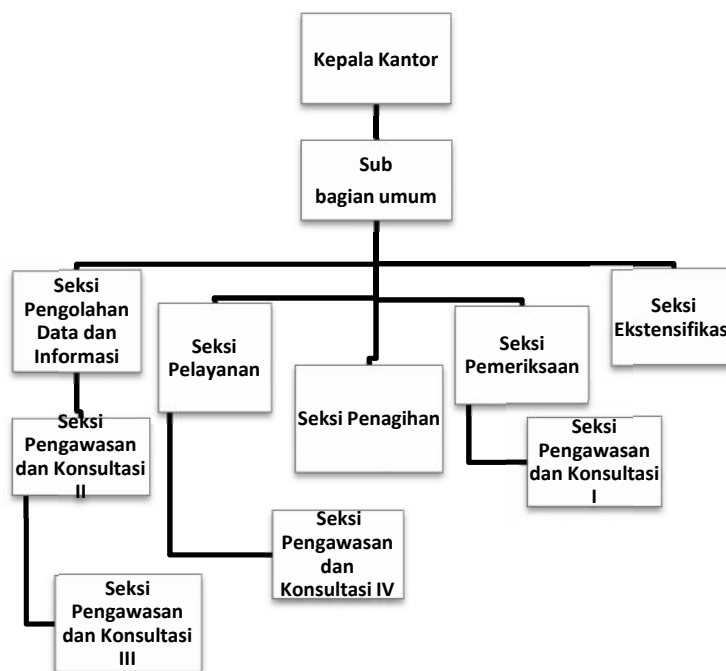 Kepala Kantor
Sub
bagian umum
Seksi
Pengolahan
Data dan
Informasi
Seksi
Pelayanan
Seksi Penagihan
Seksi
Pemeriksaan
Seksi
Ekstensifikas
Seksi
Pengawasan
dan Konsultasi
II
Seksi
Pengawasan
dan Konsultasi
I
Seksi
Pengawasan
dan
Konsultasi IV
Seksi
Pengawasan
dan Konsultasi
III